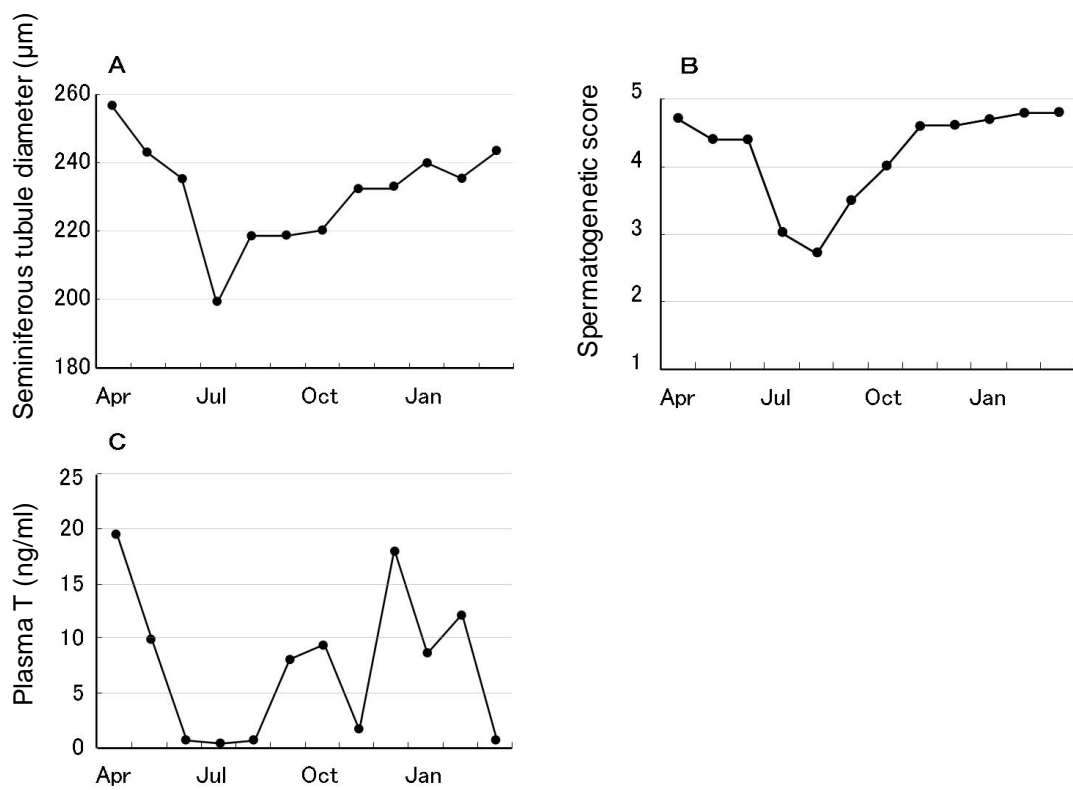 A
Seminiferous tubule diameter (µm)
260
240
220
200
180
Apr Jul Oct Jan
B
Spermatogenetic score
5
4
3
2
1
Apr Jul Oct Jan
C
Plasma T (ng/ml)
25
20
15
10
5
0
Apr Jul Oct Jan